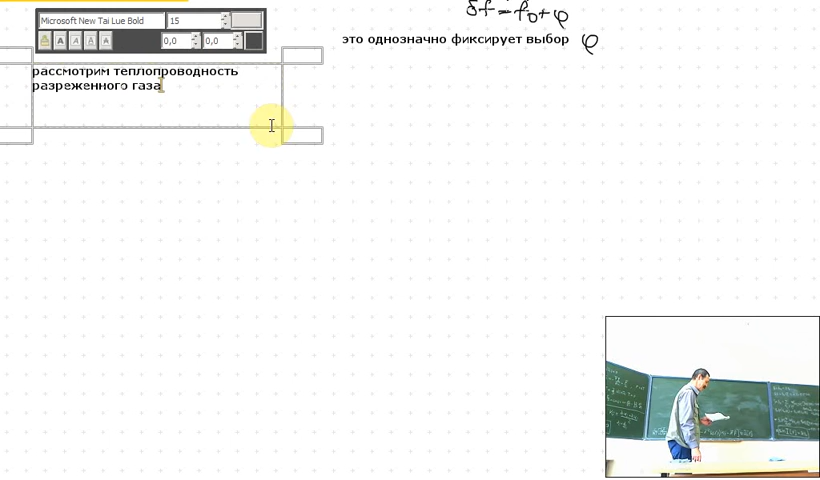 Microsoft New Tai Lue Bold
15
A A A A A
0,0
0,0
рассмотрим теплопроводность
разреженного газа
δf = f₀ + φ
это однозначно фиксирует выбор φ